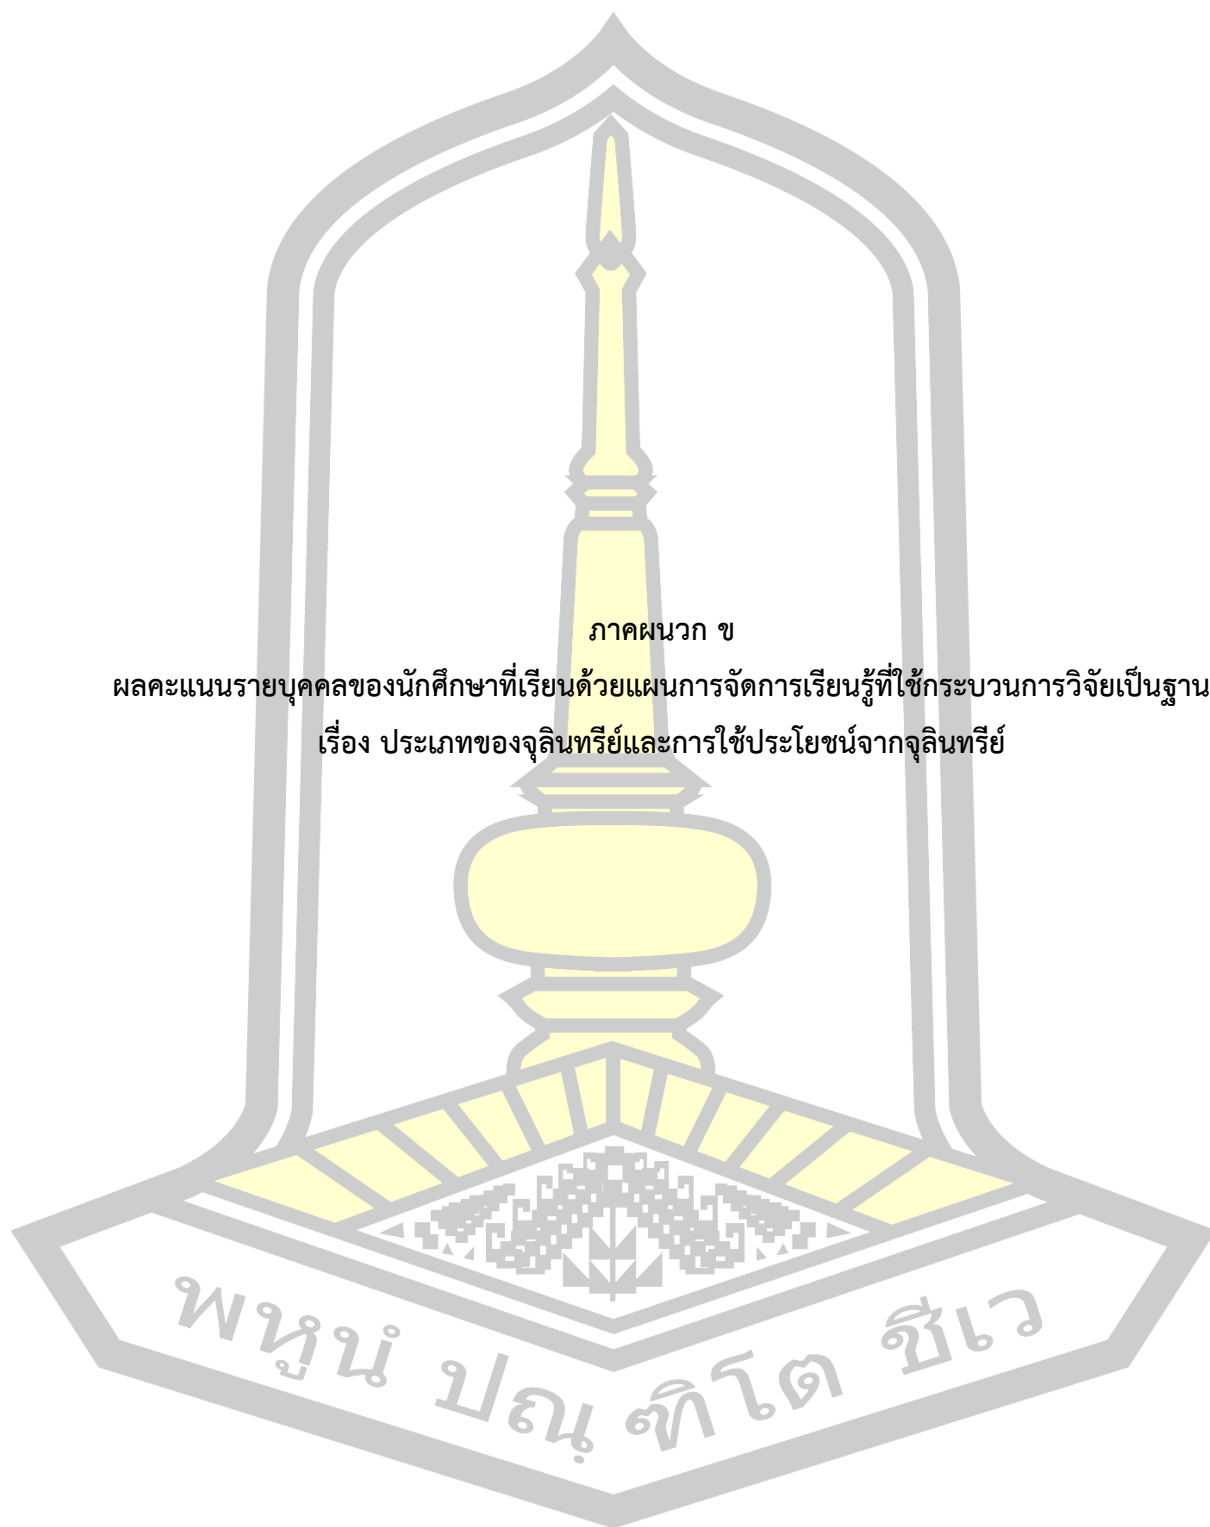 ภาคผนวก ข
ผลคะแนนรายบุคคลของนักศึกษาที่เรียนด้วยแผนการจัดการเรียนรู้ที่ใช้กระบวนการวิจัยเป็นฐาน
เรื่อง ประเภทของจุลินทรีย์และการใช้ประโยชน์จากจุลินทรีย์
พหูนํ ปณฺฑิโต ชีเว